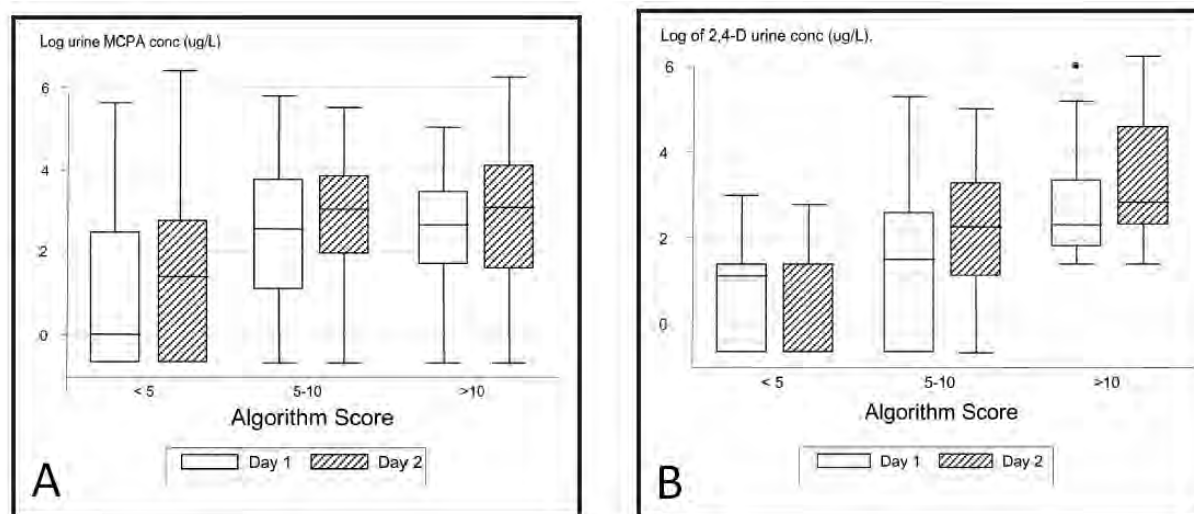 Log urine MCPA conc (ug/L)
6
4
2
0
< 5
5-10
>10
Algorithm Score
Day 1
Day 2
A
Log of 2,4-D urine conc (ug/L).
6
4
2
0
< 5
5-10
>10
Algorithm Score
Day 1
Day 2
B